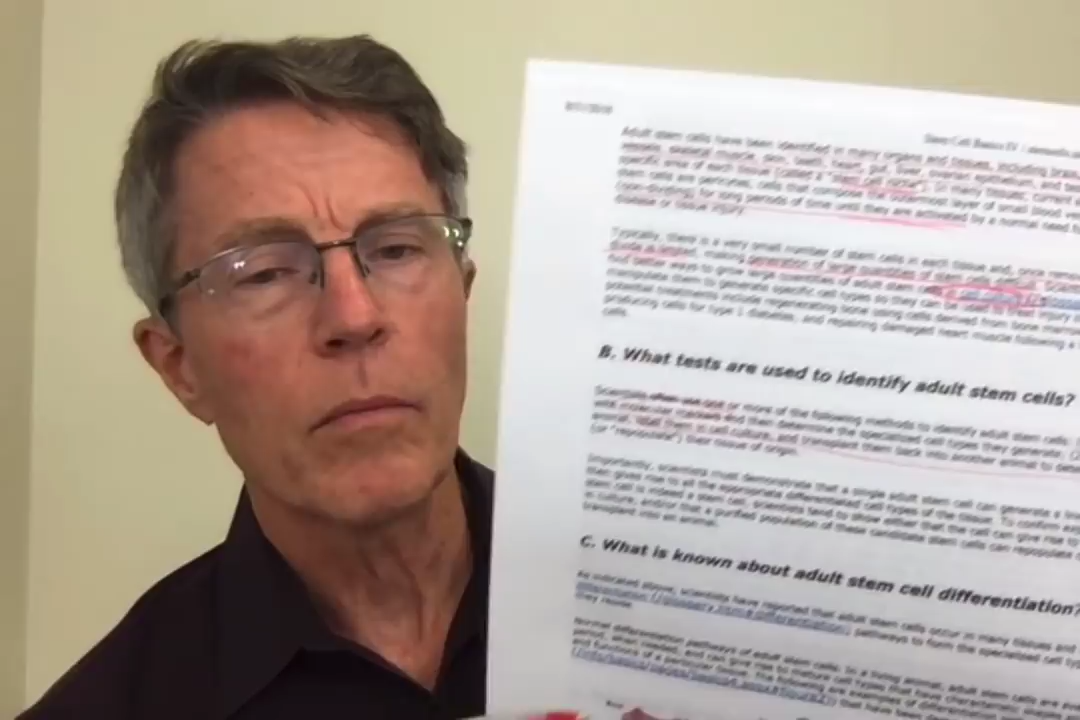 Stem Cell Basics IV |
Adult stem cells have been identified in many organs and tissues, including
vessels, skeletal muscle, skin, teeth, heart, gut, liver, ovarian epithelium, and
specific area of each tissue (called a "stem cell niche"). In many tissues, current
stem cells are pericytes, cells that compose the outermost layer of small blood
(non-dividing) for long periods of time until they are activated by a normal need
disease or tissue injury.
Typically, there is a very small number of stem cells in each tissue and, once
divide is limited, making generation of large quantities of stem cells
find better ways to grow large quantities of adult stem cell culture
manipulate them to generate specific cell types so they can be used to injury
potential treatments include regenerating bone using cells derived from bone
producing cells for type 1 diabetes, and repairing damaged heart muscle following a
cells.
B. What tests are used to identify adult stem cells?
Scientists often use one or more of the following methods to identify adult stem cells:
with molecular markers and then determine the specialized cell types they generate;
animal, label them in cell culture, and transplant them back into another animal to
(or "repopulate") their tissue of origin.
Importantly, scientists must demonstrate that a single adult stem cell can generate a
then gives rise to all the appropriate differentiated cell types of the tissue. To confirm
stem cell is indeed a stem cell, scientists tend to show either that the cell can give rise to
in culture, and/or that a purified population of these candidate stem cells can repopulate
transplant into an animal.
C. What is known about adult stem cell differentiation?
As indicated above, scientists have reported that adult stem cells occur in many tissues and
differentiation (/glossary.htm#differentiation) pathways to form the specialized cell
they reside.
Normal differentiation pathways of adult stem cells. In a living animal, adult stem cells are
period, when needed, and can give rise to mature cell types that have characteristic
and functions of a particular tissue. The following are examples of differentiation
that have